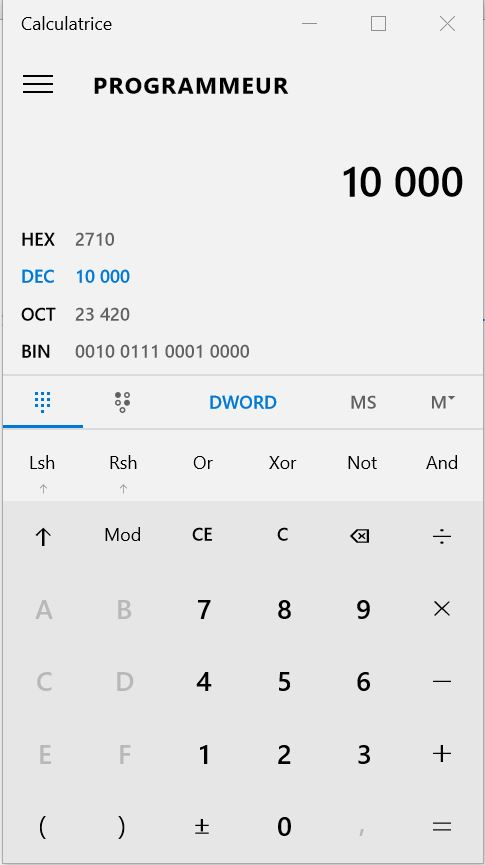 Calculatrice
PROGRAMMEUR
10 000
HEX 2710
DEC 10 000
OCT 23 420
BIN 0010 0111 0001 0000
DWORD MS M
Lsh Rsh Or Xor Not And
↑ ↑
↑ Mod CE C ÷
A B 7 8 9 ×
C D 4 5 6 −
E F 1 2 3 +
( ) ± 0 , =